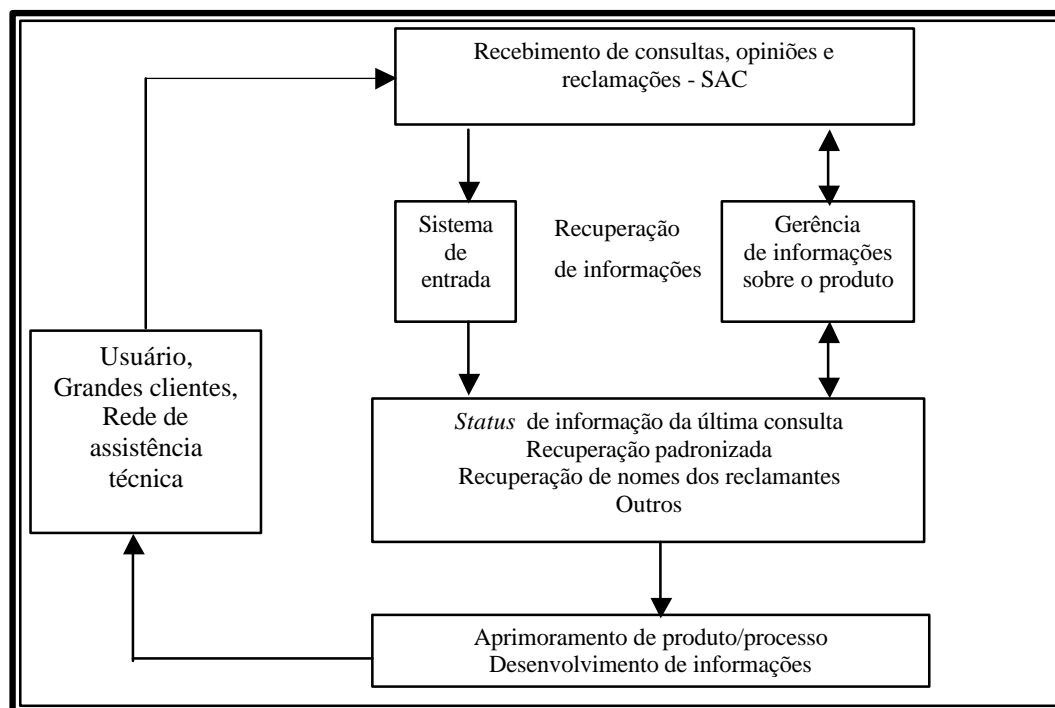 Recebimento de consultas, opiniões e
reclamações - SAC
Sistema
de
entrada
Recuperação
de informações
Gerência
de informações
sobre o produto
Usuário,
Grandes clientes,
Rede de
assistência
técnica
Status de informação da última consulta
Recuperação padronizada
Recuperação de nomes dos reclamantes
Outros
Aprimoramento de produto/processo
Desenvolvimento de informações